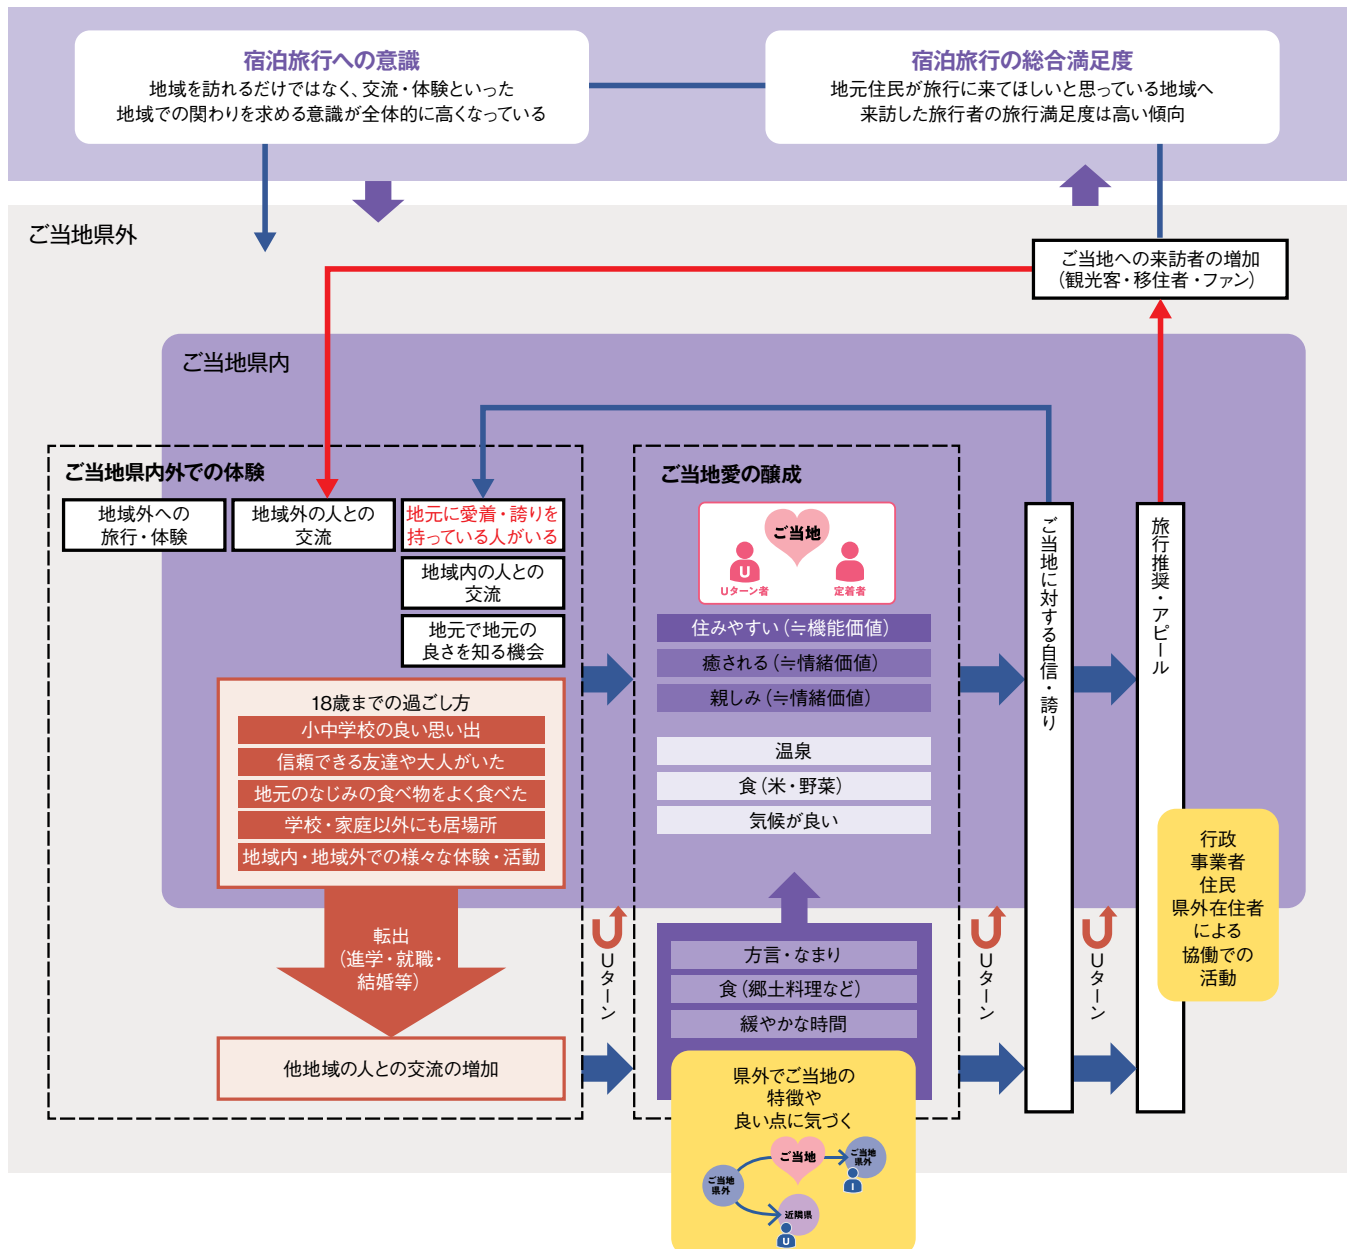 宿泊旅行への意識
地域を訪れるだけではなく、交流・体験といった
地域での関わりを求める意識が全体的に高くなっている
宿泊旅行の総合満足度
地元住民が旅行に来てほしいと思っている地域へ
来訪した旅行者の旅行満足度は高い傾向
ご当地県外
ご当地への来訪者の増加
(観光客・移住者・ファン)
ご当地県内
ご当地県内外での体験
地域外への
旅行・体験
地域外の人との
交流
地元に愛着・誇りを
持っている人がいる
地域内の人との
交流
地元で地元の
良さを知る機会
18歳までの過ごし方
小中学校の良い思い出
信頼できる友達や大人がいた
地元のなじみの食べ物をよく食べた
学校・家庭以外にも居場所
地域内・地域外での様々な体験・活動
転出
(進学・就職・
結婚等)
他地域の人との交流の増加
Uターン
ご当地愛の醸成
ご当地
U
Uターン者
定着者
住みやすい(≒機能価値)
癒される(≒情緒価値)
親しみ(≒情緒価値)
温泉
食(米・野菜)
気候が良い
方言・なまり
食(郷土料理など)
緩やかな時間
県外でご当地の
特徴や
良い点に気づく
ご当地
ご当地
県外
I
ご当地
県外
近隣県
U
Uターン
ご当地に対する自信・誇り
Uターン
旅行推奨・アピール
行政
事業者
住民
県外在住者
による
協働での
活動